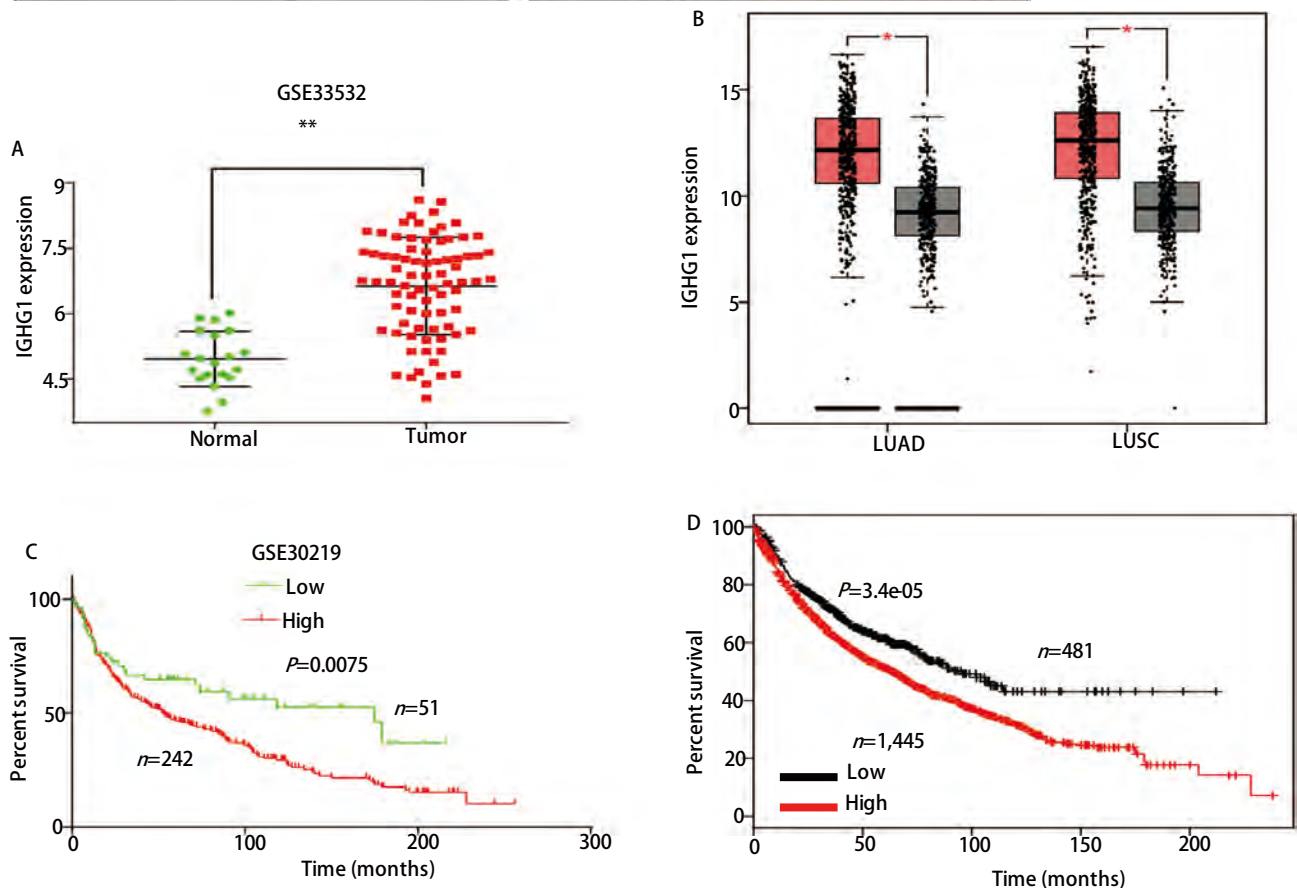 A
GSE33532
**
IGHG1 expression
9
7.5
6
4.5
Normal
Tumor
B
*
*
IGHG1 expression
15
10
5
0
LUAD
LUSC
C
GSE30219
Low
High
P=0.0075
n=51
n=242
Percent survival
100
50
0
0
100
200
300
Time (months)
D
P=3.4e05
n=481
n=1,445
Low
High
Percent survival
100
80
60
40
20
0
0
50
100
150
200
Time (months)